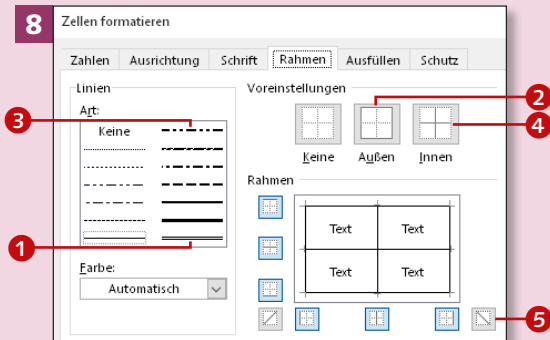 8
Zellen formatieren
Zahlen Ausrichtung Schrift Rahmen Ausfüllen Schutz
Linien
Art:
Keine
Farbe:
Automatisch
Voreinstellungen
Keine Außen Innen
Rahmen
Text Text
Text Text
3
1
2
4
5